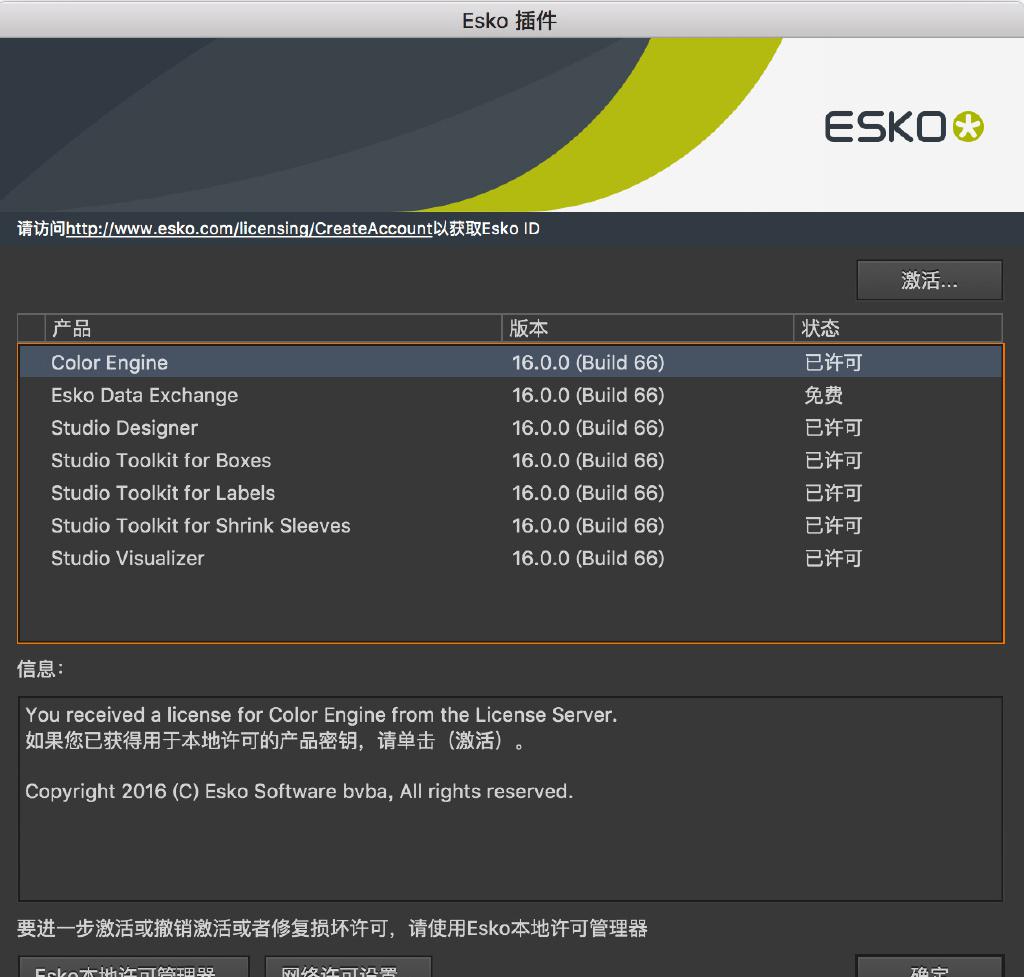 Esko 插件
ESKO
请访问http://www.esko.com/licensing/CreateAccount以获取Esko ID
激活...
产品 版本 状态
Color Engine 16.0.0 (Build 66) 已许可
Esko Data Exchange 16.0.0 (Build 66) 免费
Studio Designer 16.0.0 (Build 66) 已许可
Studio Toolkit for Boxes 16.0.0 (Build 66) 已许可
Studio Toolkit for Labels 16.0.0 (Build 66) 已许可
Studio Toolkit for Shrink Sleeves 16.0.0 (Build 66) 已许可
Studio Visualizer 16.0.0 (Build 66) 已许可
信息：
You received a license for Color Engine from the License Server.
如果您已获得用于本地许可的产品密钥，请单击（激活）。
Copyright 2016 (C) Esko Software bvba, All rights reserved.
要进一步激活或撤销激活或者修复损坏许可，请使用Esko本地许可管理器
Esko本地许可管理器 网络许可设置 确定